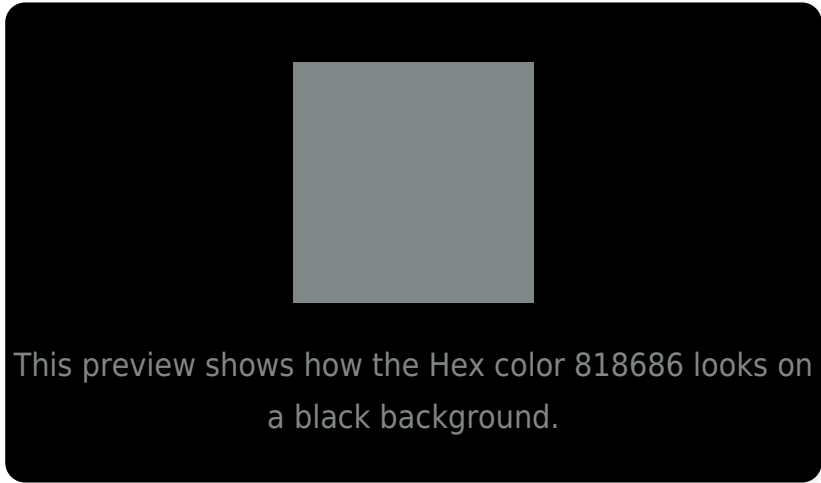 This preview shows how the Hex color 818686 looks on
a black background.